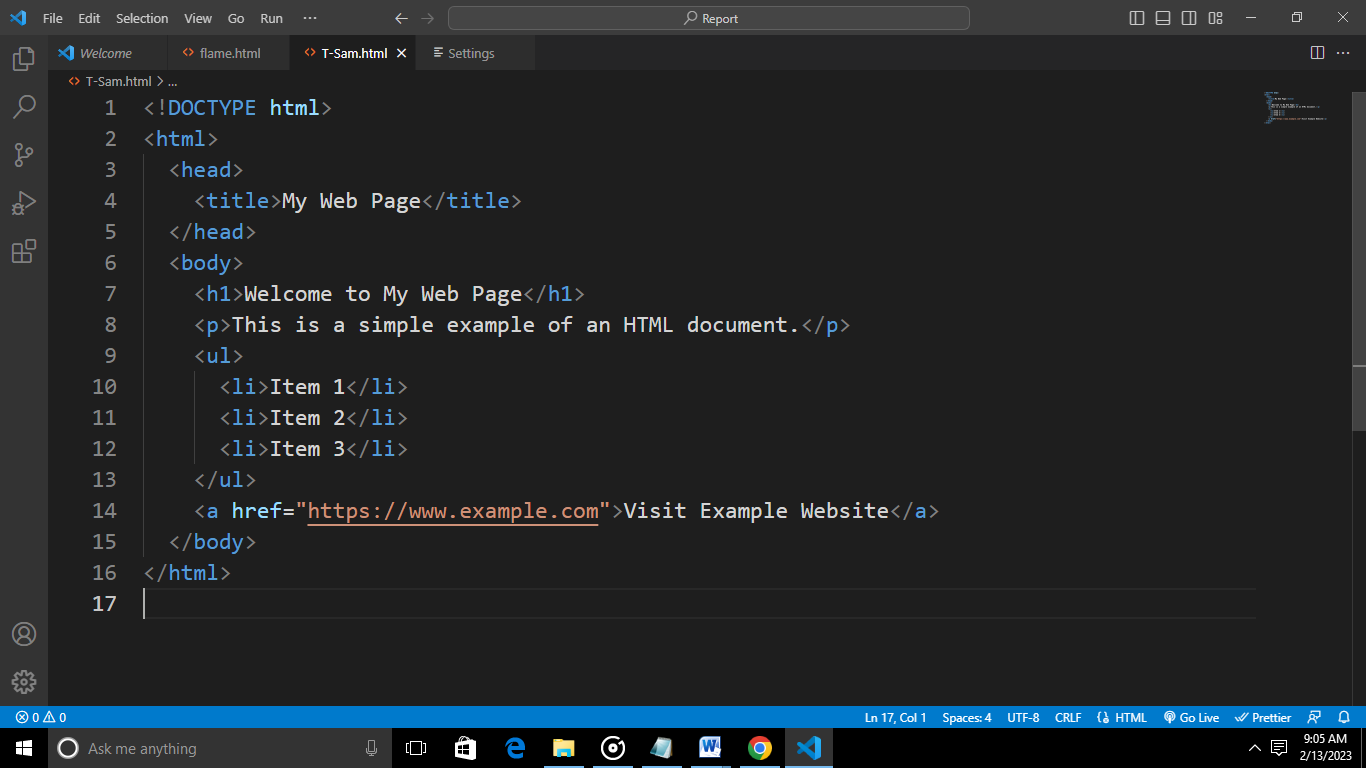 File Edit Selection View Go Run ··· Report
Welcome flame.html T-Sam.html Settings
T-Sam.html > ...
1 <!DOCTYPE html>
2 <html>
3 <head>
4 <title>My Web Page</title>
5 </head>
6 <body>
7 <h1>Welcome to My Web Page</h1>
8 <p>This is a simple example of an HTML document.</p>
9 <ul>
10 <li>Item 1</li>
11 <li>Item 2</li>
12 <li>Item 3</li>
13 </ul>
14 <a href="https://www.example.com">Visit Example Website</a>
15 </body>
16 </html>
17
0 0 Ln 17, Col 1 Spaces: 4 UTF-8 CRLF {} HTML Go Live Prettier
Ask me anything 9:05 AM
2/13/2023